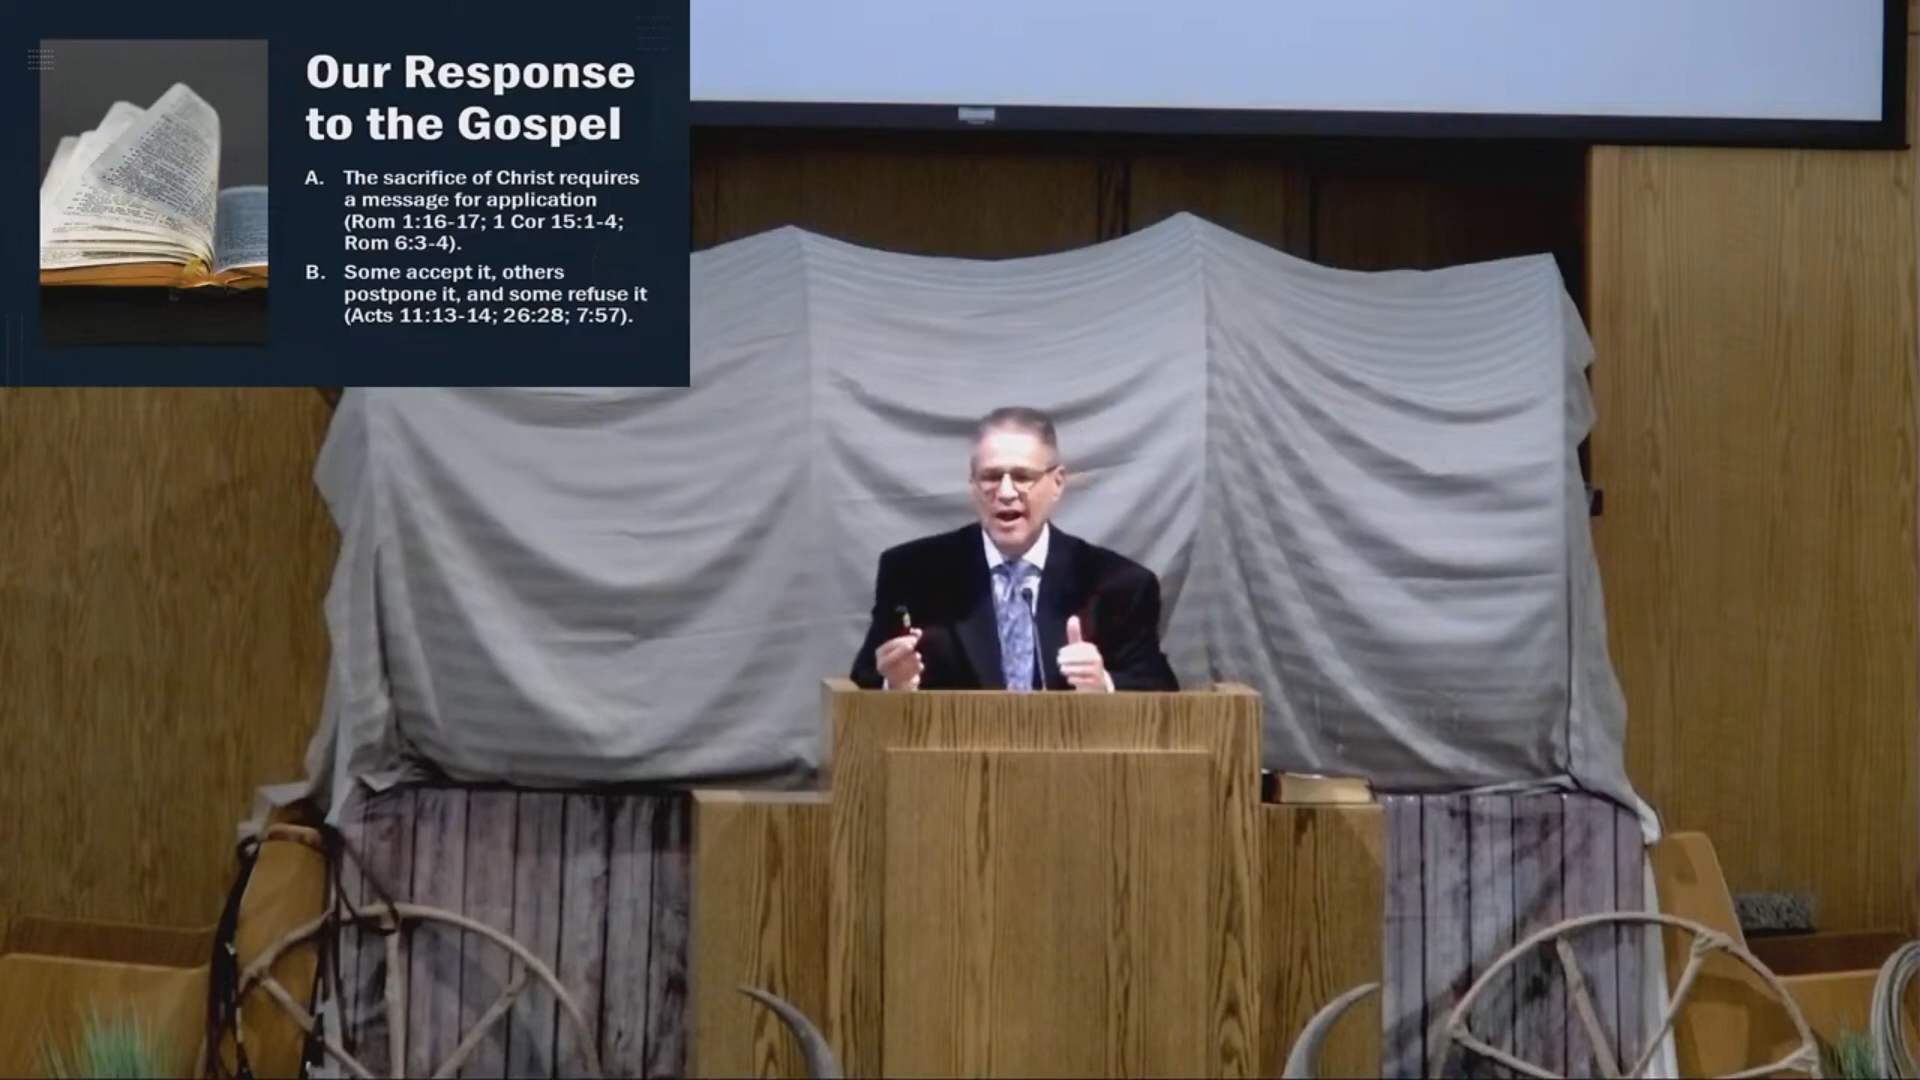 Our Response
to the Gospel
A. The sacrifice of Christ requires
a message for application
(Rom 1:16-17; 1 Cor 15:1-4;
Rom 6:3-4).
B. Some accept it, others
postpone it, and some refuse it
(Acts 11:13-14; 26:28; 7:57).